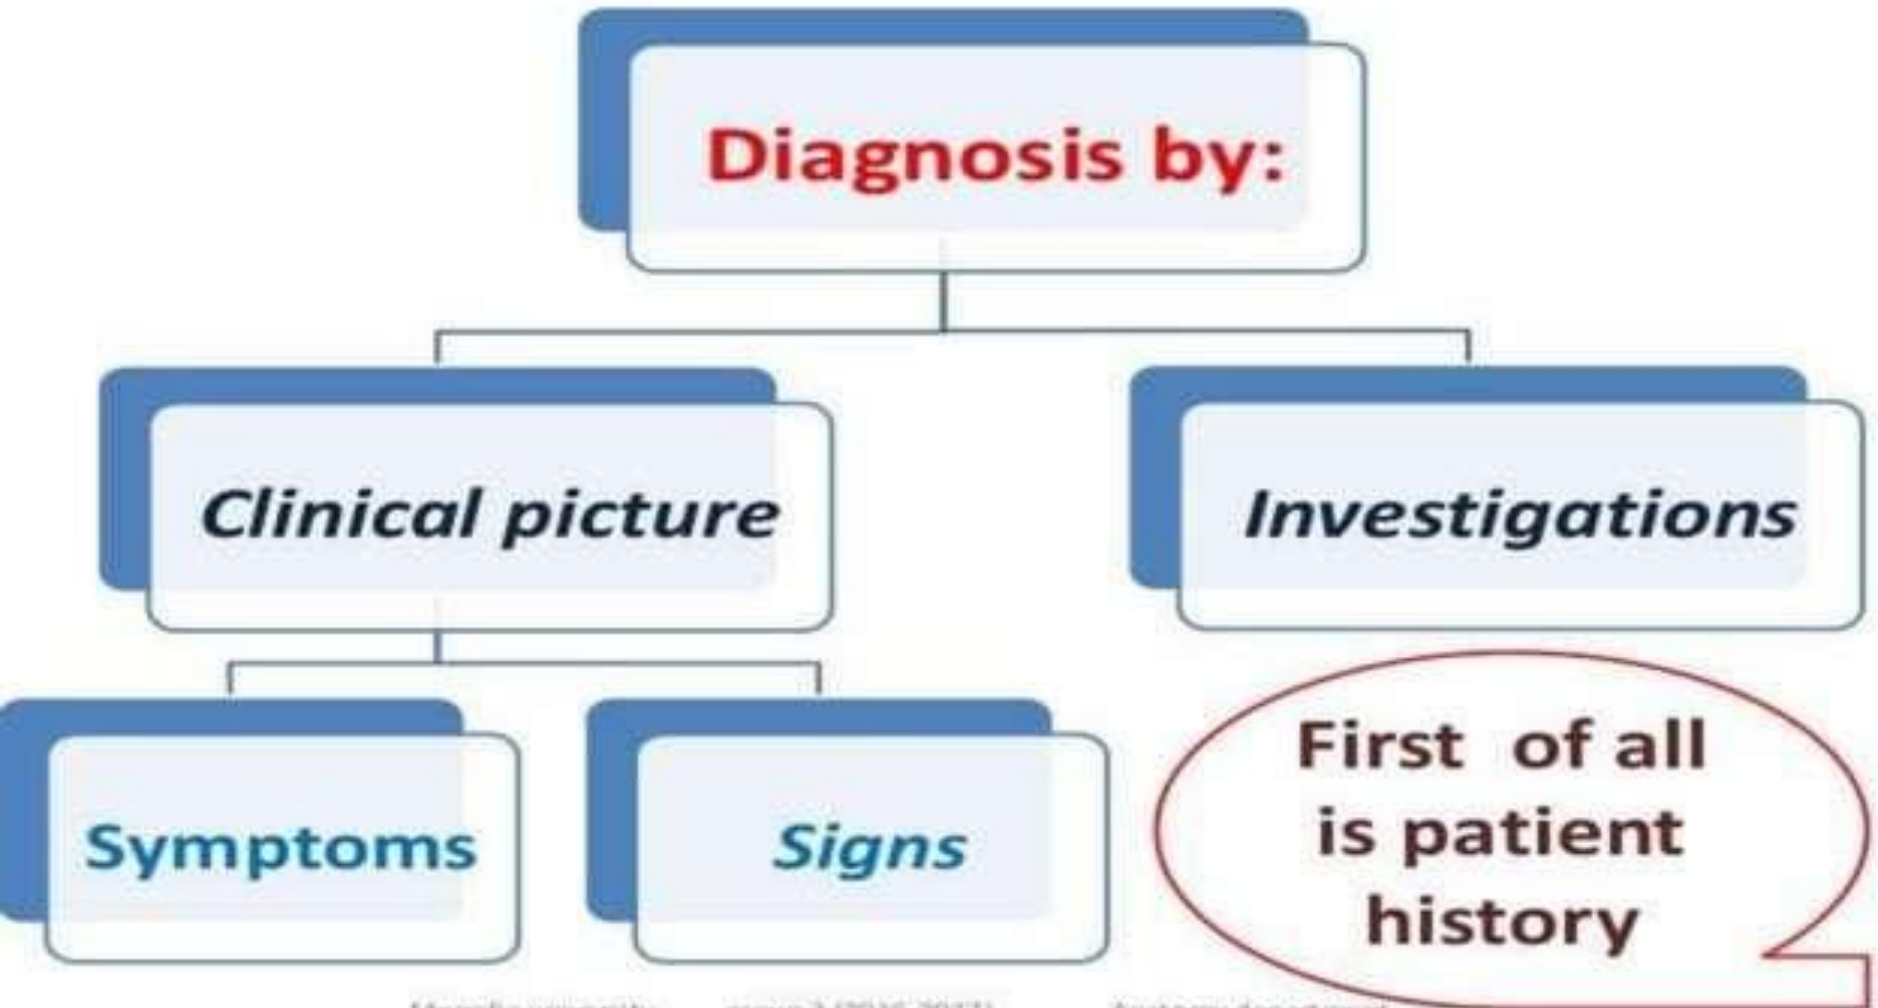 Diagnosis by:
Clinical picture
Investigations
Symptoms
Signs
First of all
is patient
history